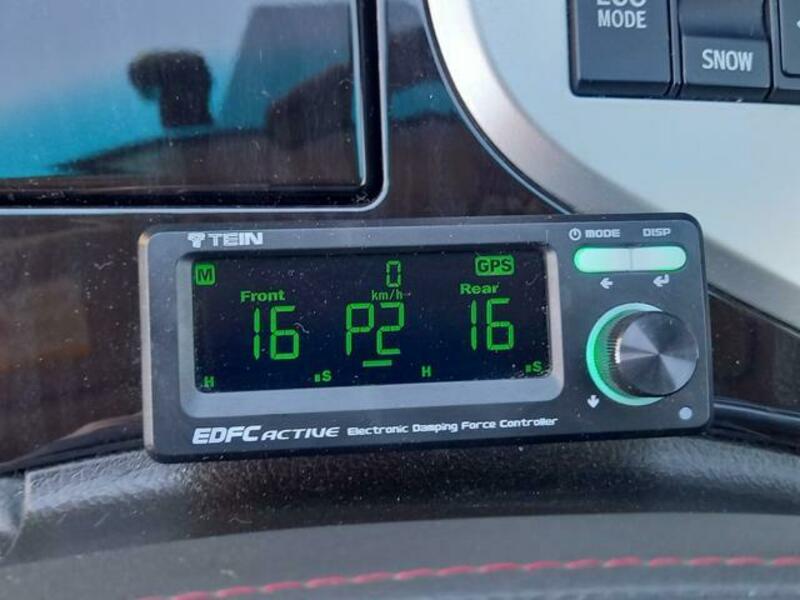 MODE
SNOW
TEIN
MODE DISP
M 0 GPS
km/h
Front Rear
16 P2 16
H S H S
EDFC ACTIVE Electronic Damping Force Controller